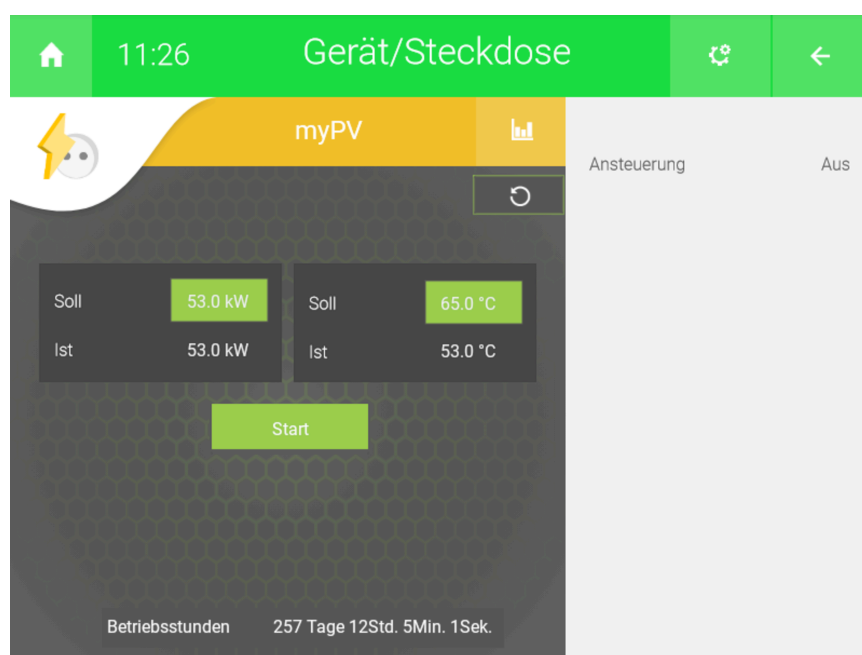 11:26 Gerät/Steckdose
myPV
Ansteuerung Aus
Soll 53.0 kW Soll 65.0 °C
Ist 53.0 kW Ist 53.0 °C
Start
Betriebsstunden 257 Tage 12Std. 5Min. 1Sek.